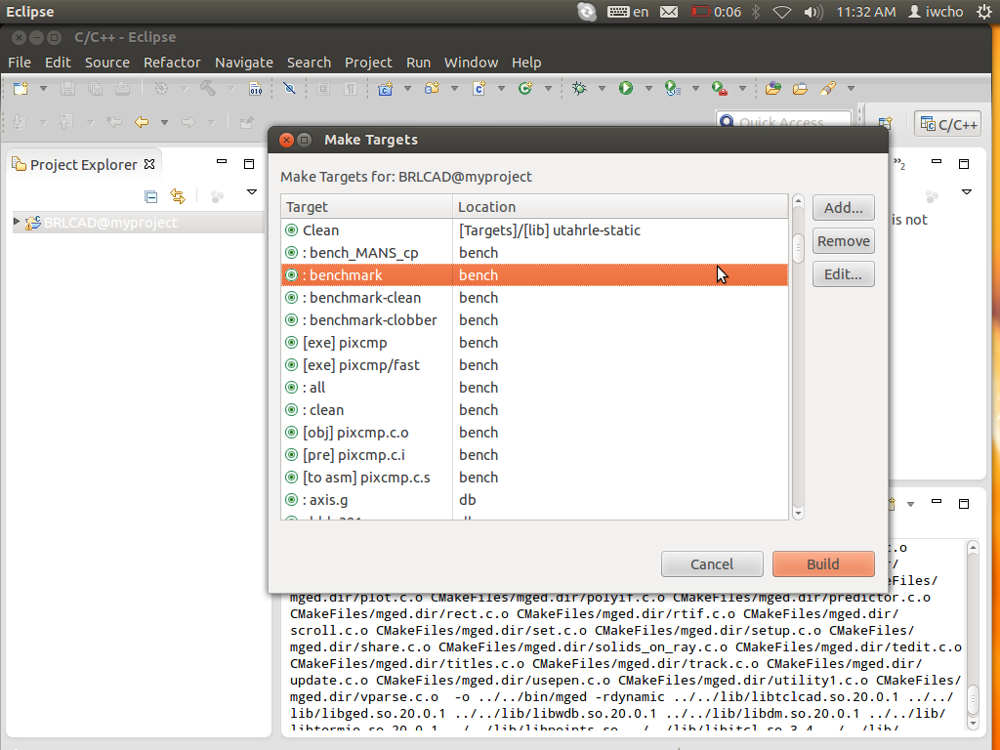 Eclipse en 0:06 11:32 AM iwcho
C/C++ - Eclipse
File Edit Source Refactor Navigate Search Project Run Window Help
010
Quick Access
C/C++
Project Explorer
BRLCAD@myproject
»2
is not
Make Targets
Make Targets for: BRLCAD@myproject
Target Location
Clean [Targets]/[lib] utahrle-static
: bench_MANS_cp bench
: benchmark bench
: benchmark-clean bench
: benchmark-clobber bench
[exe] pixcmp bench
[exe] pixcmp/fast bench
: all bench
: clean bench
[obj] pixcmp.c.o bench
[pre] pixcmp.c.i bench
[to asm] pixcmp.c.s bench
: axis.g db
Add...
Remove
Edit...
Cancel Build
mged.dir/plot.c.o CMakeFiles/mged.dir/polyif.c.o CMakeFiles/mged.dir/predictor.c.o
CMakeFiles/mged.dir/rect.c.o CMakeFiles/mged.dir/rtif.c.o CMakeFiles/mged.dir/
scroll.c.o CMakeFiles/mged.dir/set.c.o CMakeFiles/mged.dir/setup.c.o CMakeFiles/
mged.dir/share.c.o CMakeFiles/mged.dir/solids_on_ray.c.o CMakeFiles/mged.dir/tedit.c.o
CMakeFiles/mged.dir/titles.c.o CMakeFiles/mged.dir/track.c.o CMakeFiles/mged.dir/
update.c.o CMakeFiles/mged.dir/usepen.c.o CMakeFiles/mged.dir/utility1.c.o CMakeFiles/
mged.dir/vparse.c.o -o ../../bin/mged -rdynamic ../../lib/libtclcad.so.20.0.1 ../../
lib/libged.so.20.0.1 ../../lib/libwdb.so.20.0.1 ../../lib/libdm.so.20.0.1 ../../lib/
libtermio.so.20.0.1 ../../lib/libpoints.so ../../lib/libitcl.so.3.4 ../../lib/